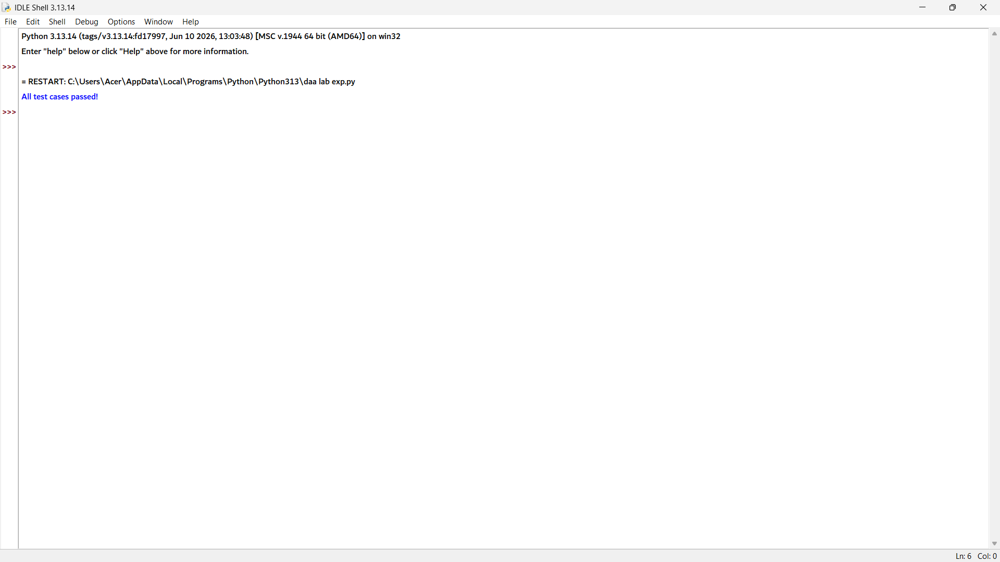 IDLE Shell 3.13.14
File Edit Shell Debug Options Window Help
Python 3.13.14 (tags/v3.13.14:fd17997, Jun 10 2026, 13:03:48) [MSC v.1944 64 bit (AMD64)] on win32
Enter "help" below or click "Help" above for more information.
>>>
= RESTART: C:\Users\Acer\AppData\Local\Programs\Python\Python313\daa lab exp.py
All test cases passed!
>>>
Ln: 6 Col: 0